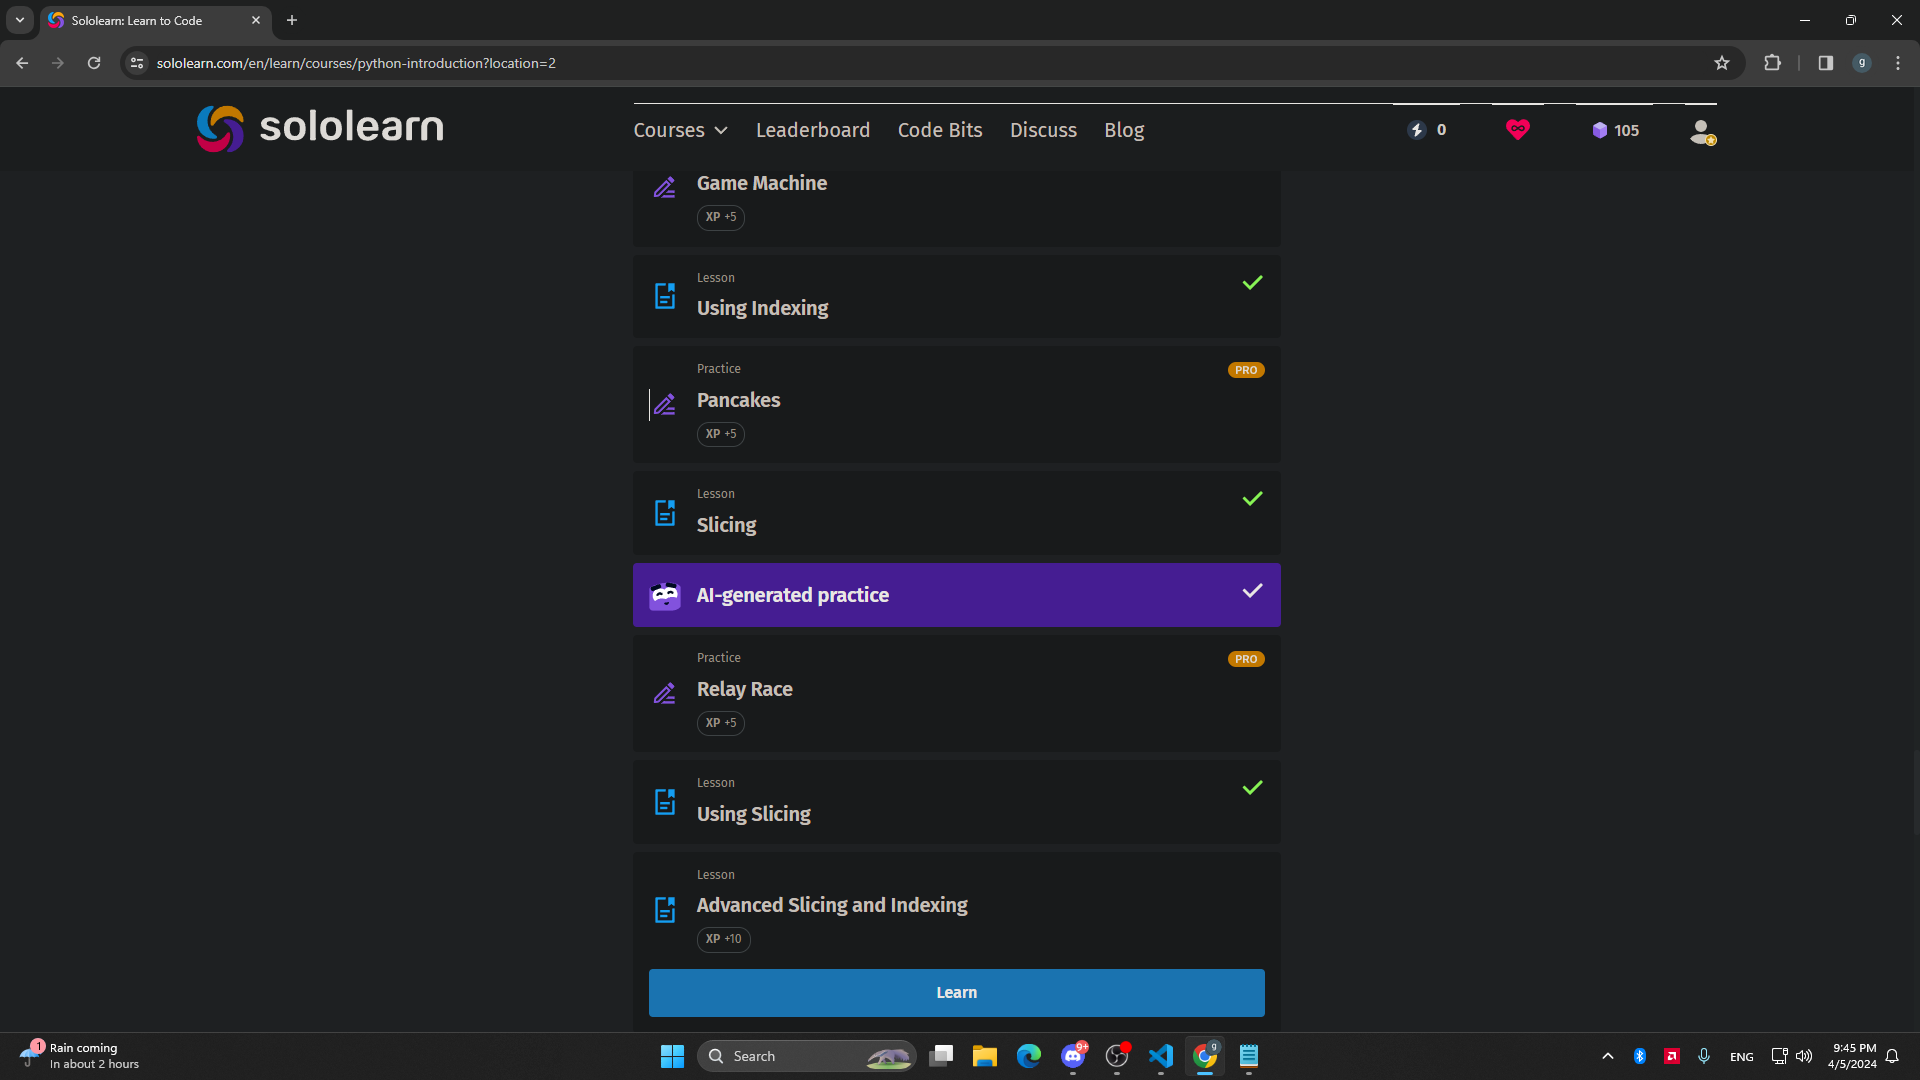 Sololearn: Learn to Code
sololearn.com/en/learn/courses/python-introduction?location=2
g
sololearn
Courses
Leaderboard
Code Bits
Discuss
Blog
0
105
Game Machine
XP +5
Lesson
Using Indexing
Practice
PRO
Pancakes
XP +5
Lesson
Slicing
AI-generated practice
Practice
PRO
Relay Race
XP +5
Lesson
Using Slicing
Lesson
Advanced Slicing and Indexing
XP +10
Learn
1
Rain coming
In about 2 hours
Search
9+
g
ENG
9:45 PM
4/5/2024